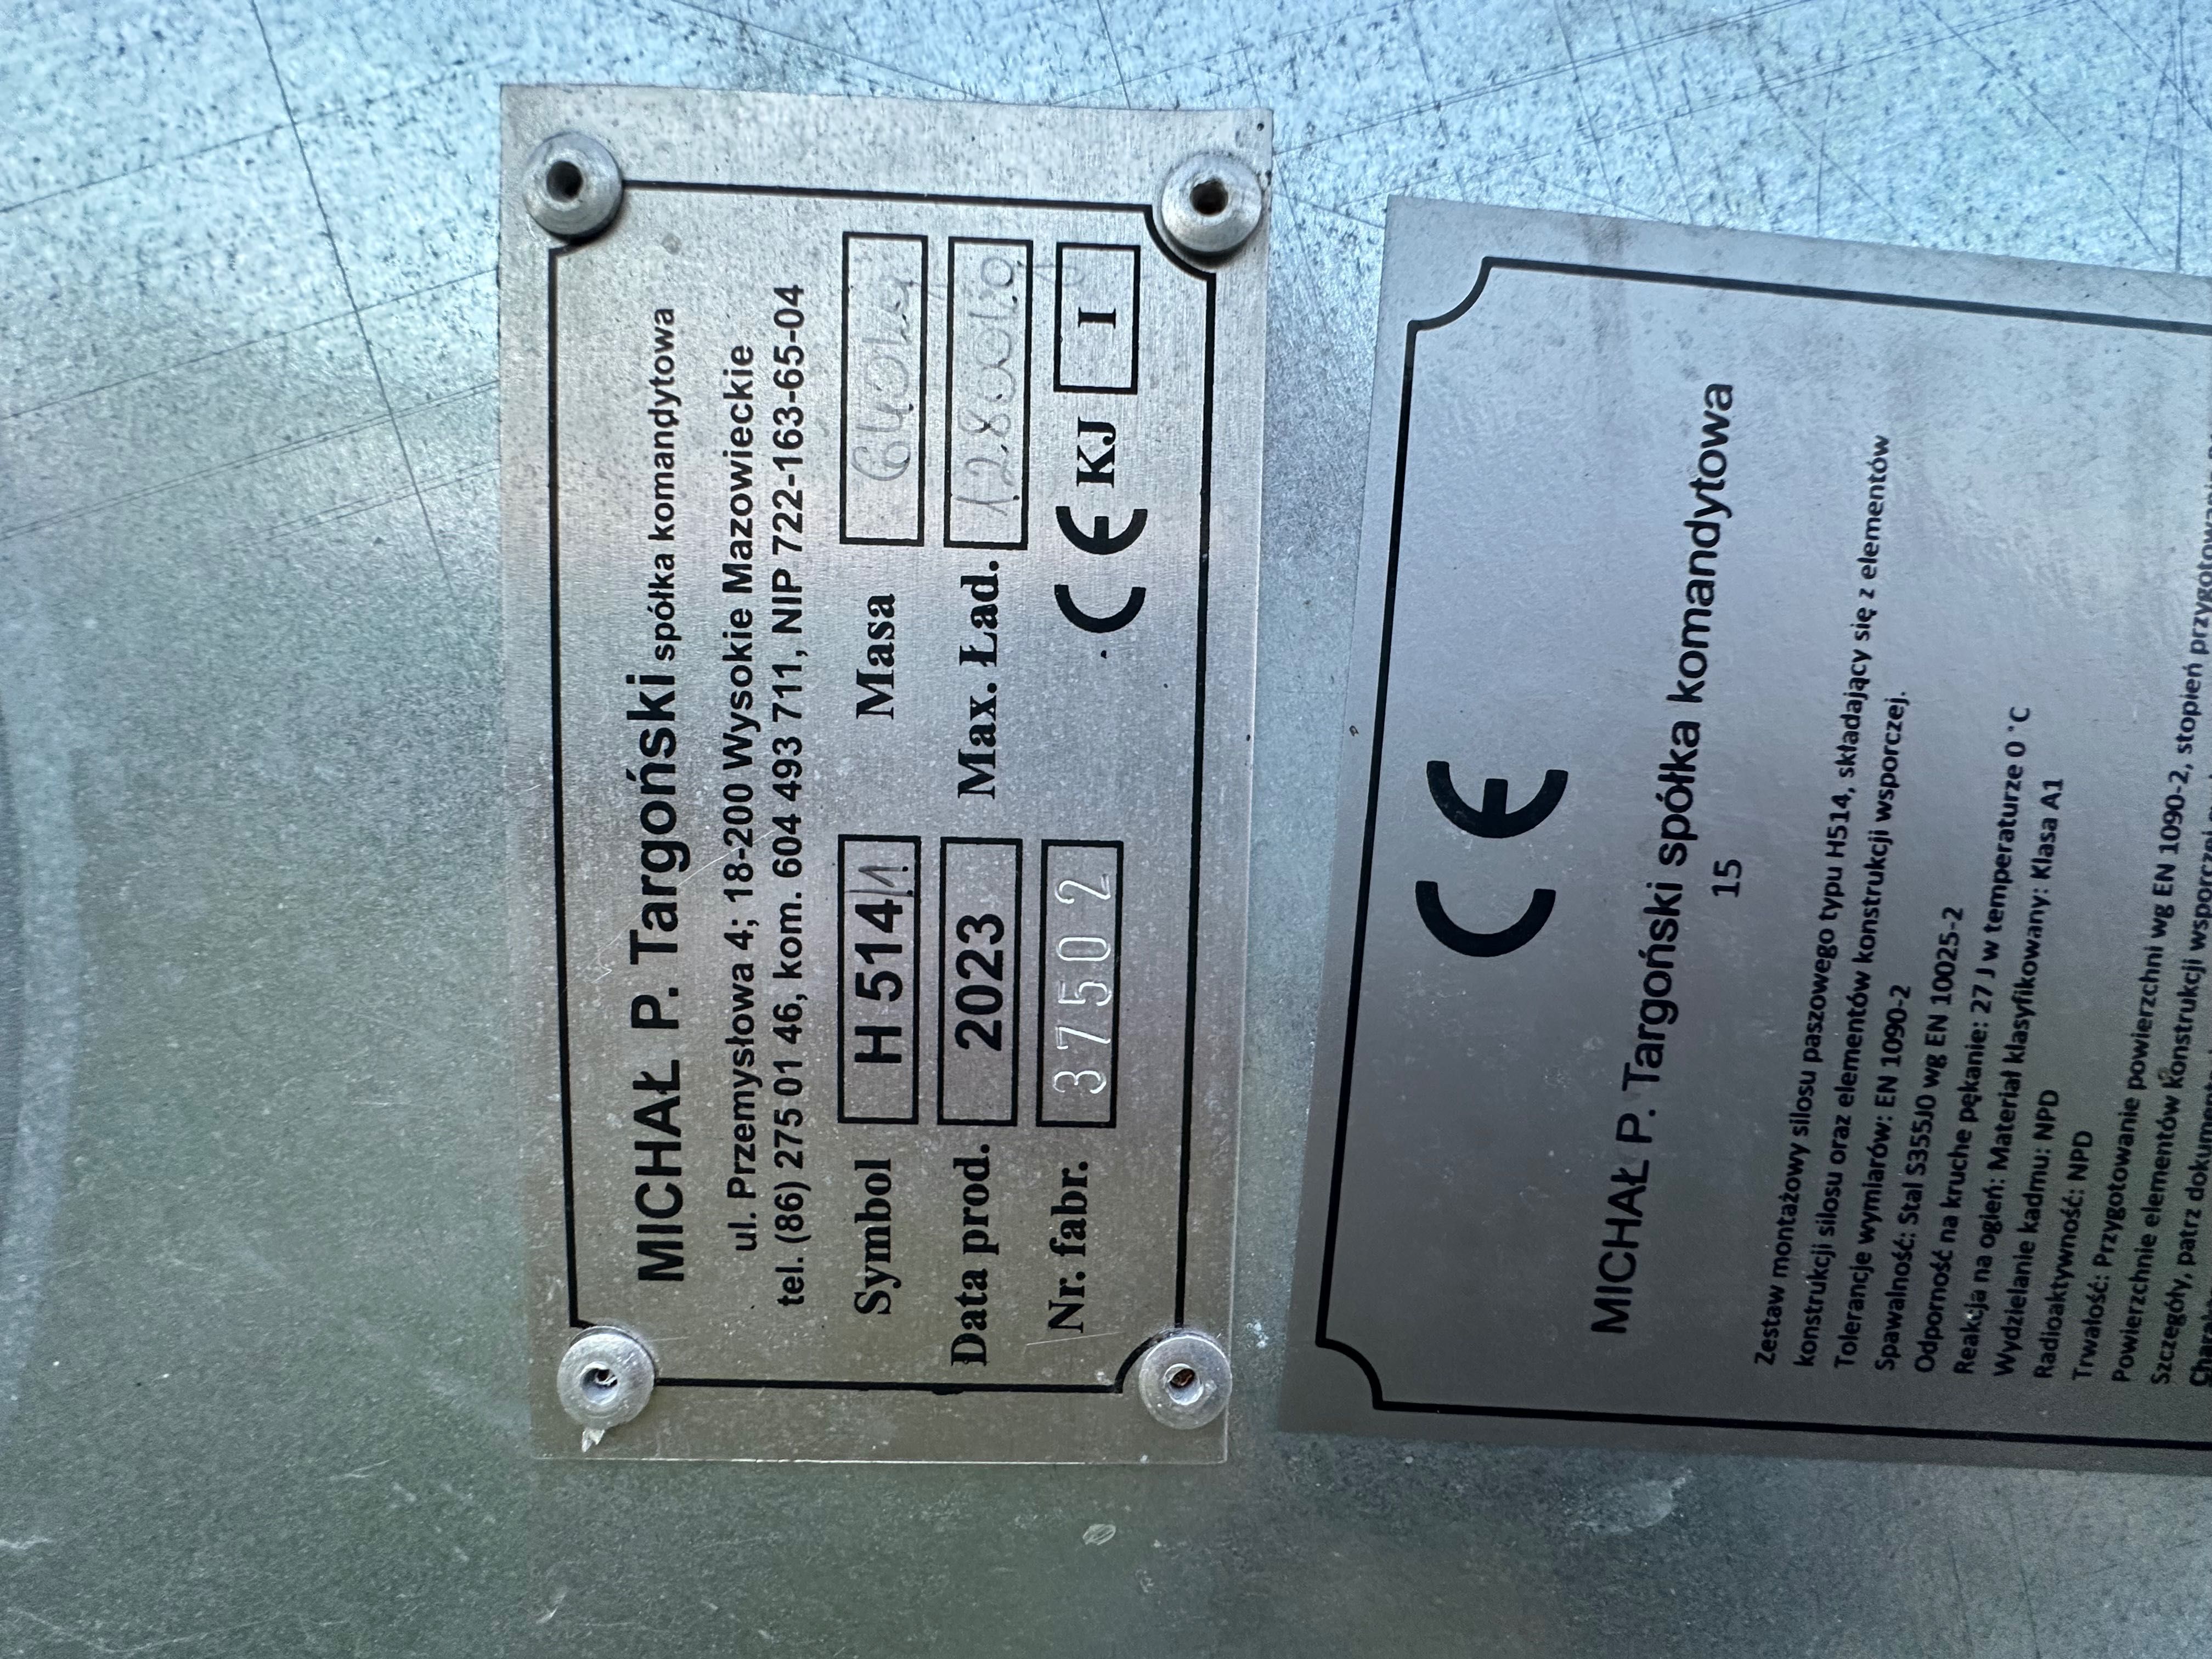 MICHAŁ P. Targoński spółka komandytowa
ul. Przemysłowa 4; 18-200 Wysokie Mazowieckie
tel. (86) 275 01 46, kom. 604 493 711, NIP 722-163-65-04
Symbol H 514/1 Masa 640kg
Data prod. 2023 Max. Ład. 12800kg
Nr. fabr. 37502 CE KJ I
CE
MICHAŁ P. Targoński spółka komandytowa
15
Zestaw montażowy silosu paszowego typu H514, składający się z elementów
konstrukcji silosu oraz elementów konstrukcji wsporczej.
Tolerancje wymiarów: EN 1090-2
Spawalność: Stal S355J0 wg EN 10025-2
Odporność na kruche pękanie: 27 J w temperaturze 0 °C
Reakcja na ogień: Materiał klasyfikowany: Klasa A1
Wydzielanie kadmu: NPD
Radioaktywność: NPD
Trwałość: Przygotowanie powierzchni wg EN 1090-2, stopień przygotowania
Powierzchnie elementów konstrukcji
Szczegóły, patrz